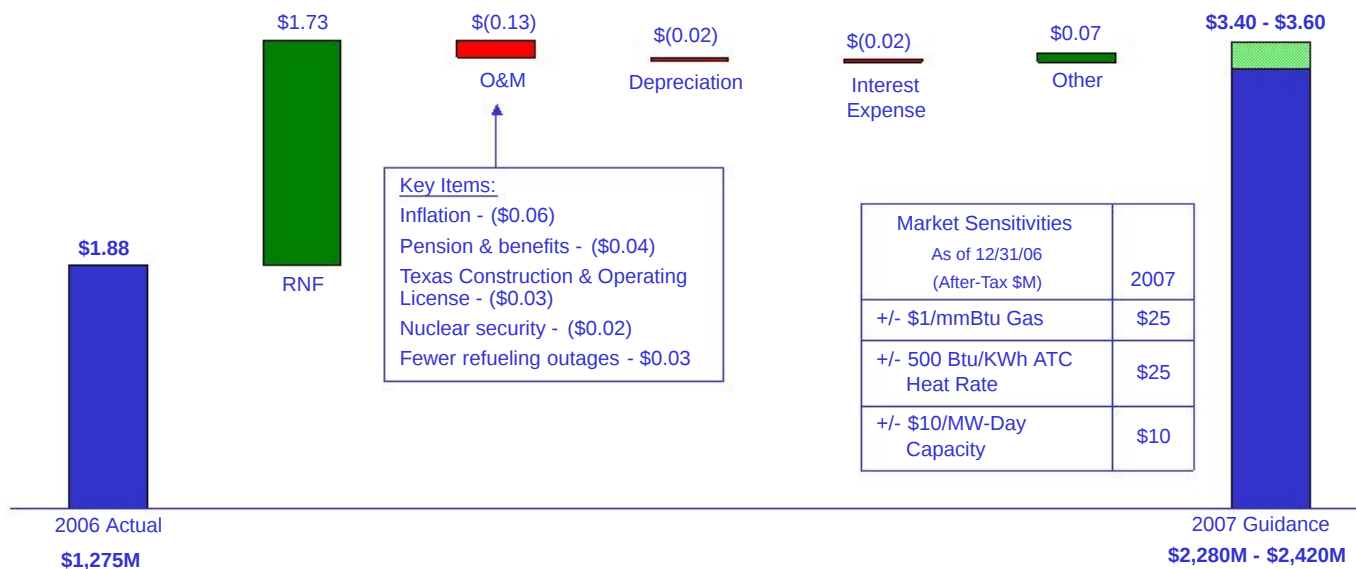 $1.73
$(0.13)
$(0.02)
$(0.02)
$0.07
$3.40 - $3.60
O&M
Depreciation
Interest
Expense
Other
Key Items:
Inflation - ($0.06)
Pension & benefits - ($0.04)
Texas Construction & Operating
License - ($0.03)
Nuclear security - ($0.02)
Fewer refueling outages - $0.03
$1.88
RNF
Market Sensitivities
As of 12/31/06
(After-Tax $M)
2007
+/- $1/mmBtu Gas
$25
+/- 500 Btu/KWh ATC
Heat Rate
$25
+/- $10/MW-Day
Capacity
$10
2006 Actual
$1,275M
2007 Guidance
$2,280M - $2,420M